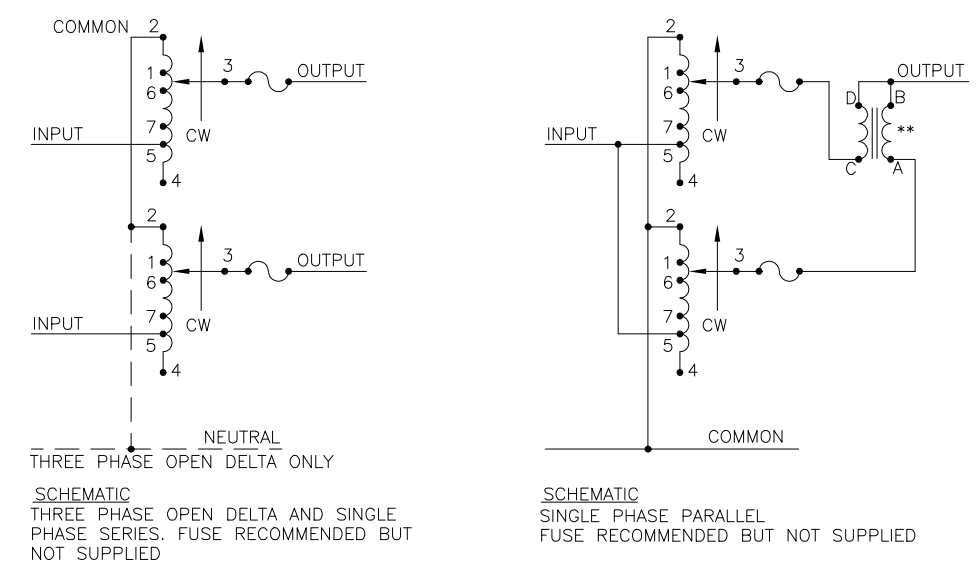 COMMON 2
1
6
3
OUTPUT
INPUT
7
5
CW
4
2
1
6
3
OUTPUT
INPUT
7
5
CW
4
NEUTRAL
THREE PHASE OPEN DELTA ONLY
SCHEMATIC
THREE PHASE OPEN DELTA AND SINGLE
PHASE SERIES. FUSE RECOMMENDED BUT
NOT SUPPLIED
2
1
6
3
OUTPUT
D
B
**
C
A
INPUT
7
5
CW
4
2
1
6
3
7
5
CW
4
COMMON
SCHEMATIC
SINGLE PHASE PARALLEL
FUSE RECOMMENDED BUT NOT SUPPLIED